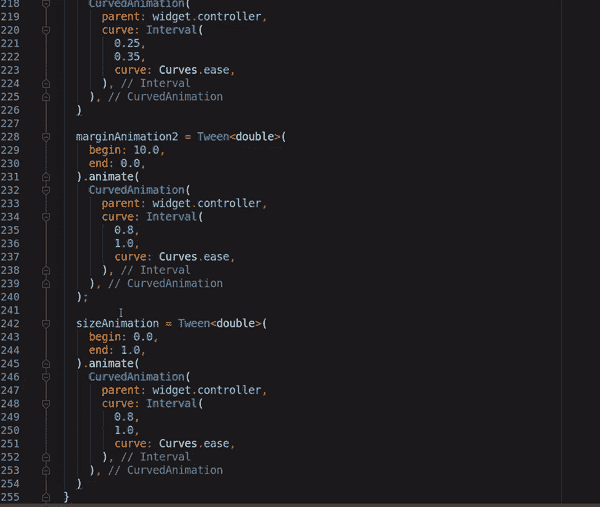 218 CurvedAnimation(
219 parent: widget.controller,
220 curve: Interval(
221 0.25,
222 0.35,
223 curve: Curves.ease,
224 ), // Interval
225 ), // CurvedAnimation
226 )
227
228 marginAnimation2 = Tween<double>(
229 begin: 10.0,
230 end: 0.0,
231 ).animate(
232 CurvedAnimation(
233 parent: widget.controller,
234 curve: Interval(
235 0.8,
236 1.0,
237 curve: Curves.ease,
238 ), // Interval
239 ), // CurvedAnimation
240 );
241
242 sizeAnimation = Tween<double>(
243 begin: 0.0,
244 end: 1.0,
245 ).animate(
246 CurvedAnimation(
247 parent: widget.controller,
248 curve: Interval(
249 0.8,
250 1.0,
251 curve: Curves.ease,
252 ), // Interval
253 ), // CurvedAnimation
254 )
255 }